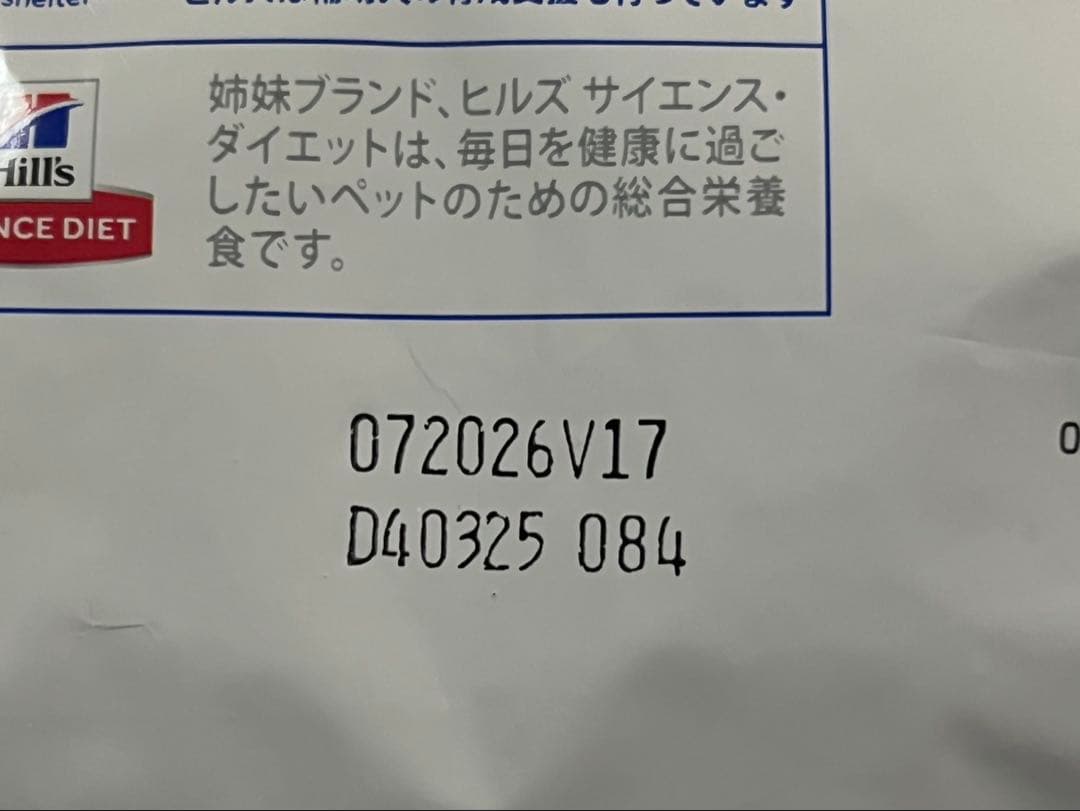 shelter
姉妹ブランド、ヒルズ サイエンス・
ダイエットは、毎日を健康に過ご
したいペットのための総合栄養
食です。
Hill's
NCE DIET
072026V17
D40325 084
0